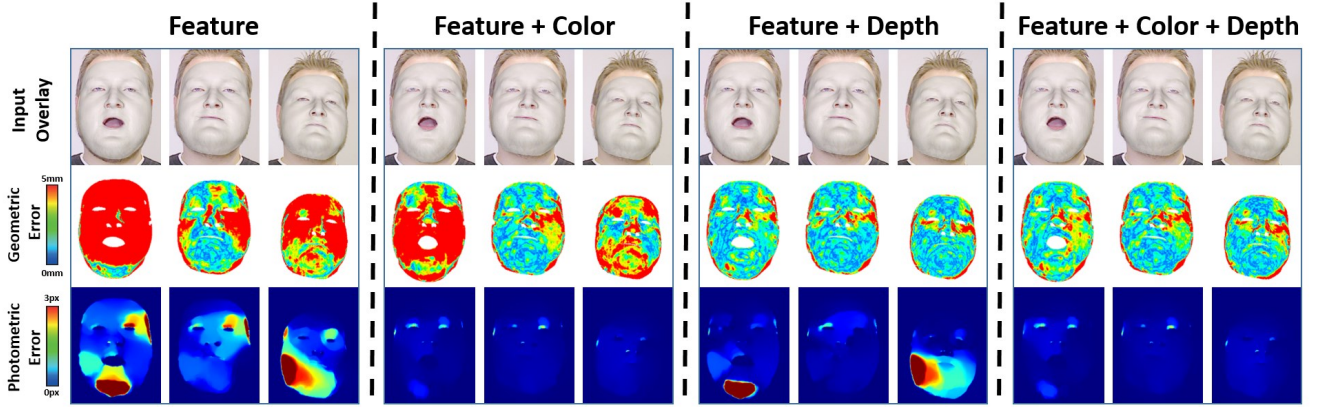 Feature
Feature + Color
Feature + Depth
Feature + Color + Depth
Input
Overlay
Geometric
Error
5mm
0mm
Photometric
Error
3px
0px